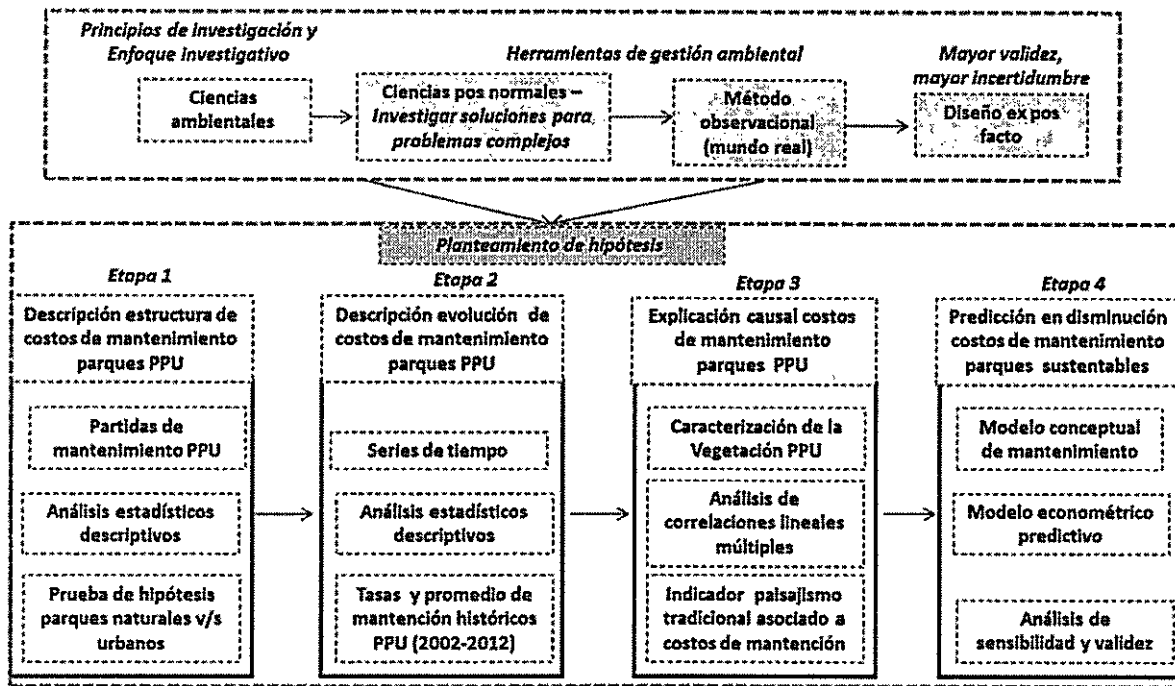 Principios de investigación y
Enfoque investigativo
Herramientas de gestión ambiental
Mayor validez,
mayor incertidumbre
Ciencias
ambientales
Ciencias pos normales –
Investigar soluciones para
problemas complejos
Método
observacional
(mundo real)
Diseño ex pos
facto
Planteamiento de hipótesis
Etapa 1
Descripción estructura de
costos de mantenimiento
parques PPU
Partidas de
mantenimiento PPU
Análisis estadísticos
descriptivos
Prueba de hipótesis
parques naturales v/s
urbanos
Etapa 2
Descripción evolución de
costos de mantenimiento
parques PPU
Series de tiempo
Análisis estadísticos
descriptivos
Tasas y promedio de
mantención históricos
PPU (2002-2012)
Etapa 3
Explicación causal costos
de mantenimiento
parques PPU
Caracterización de la
Vegetación PPU
Análisis de
correlaciones lineales
múltiples
Indicador paisajismo
tradicional asociado a
costos de mantención
Etapa 4
Predicción en disminución
costos de mantenimiento
parques sustentables
Modelo conceptual
de mantenimiento
Modelo econométrico
predictivo
Análisis de
sensibilidad y validez